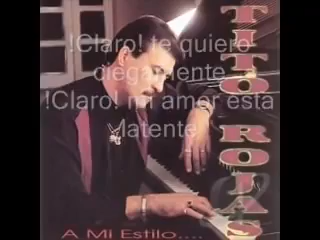 !Claro! te quiero
ciegamente
!Claro! mi amor esta
Latente
TITO ROJAS
A Mi Estilo....